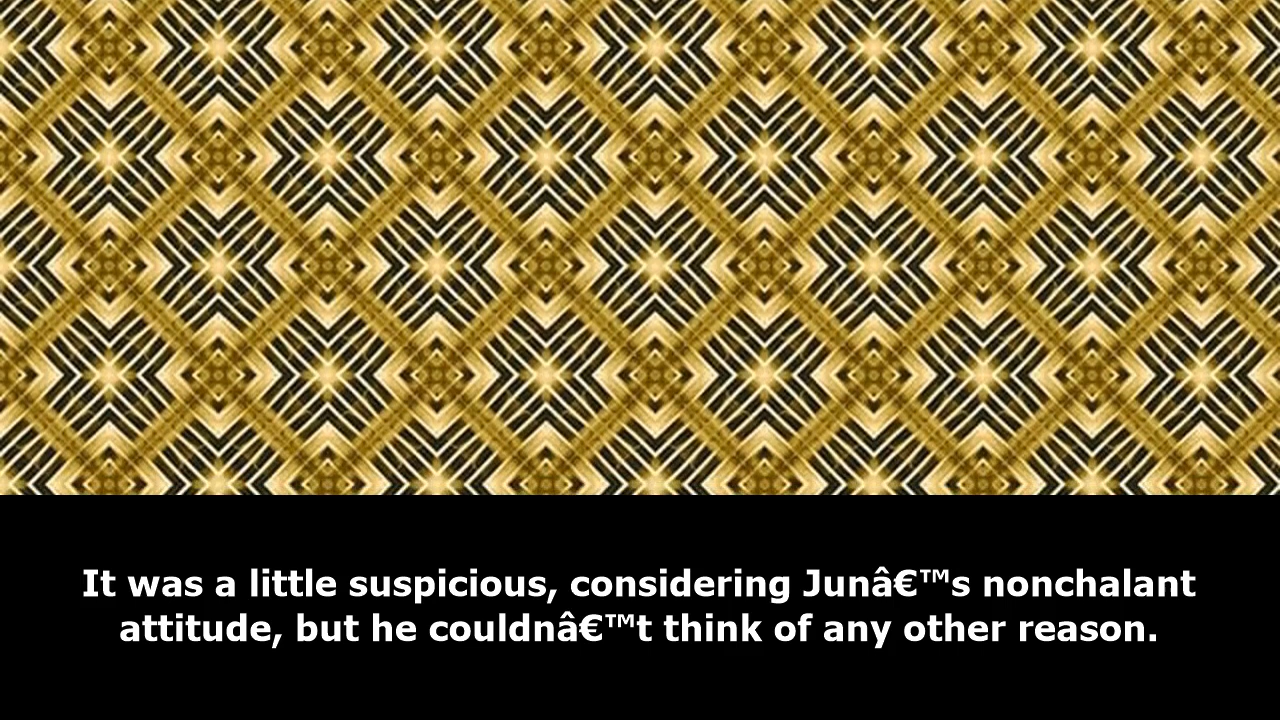 It was a little suspicious, considering Junâ€™s nonchalant
attitude, but he couldnâ€™t think of any other reason.